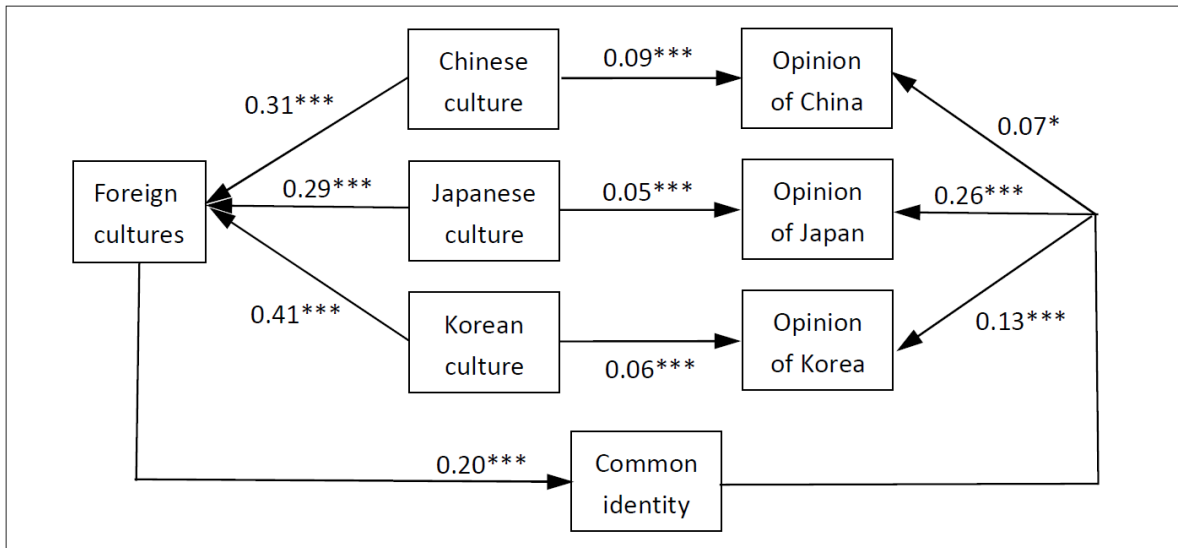 Chinese
culture
0.09***
Opinion
of China
0.31***
0.07*
Foreign
cultures
0.29***
Japanese
culture
0.05***
Opinion
of Japan
0.26***
0.41***
Korean
culture
0.06***
Opinion
of Korea
0.13***
0.20***
Common
identity